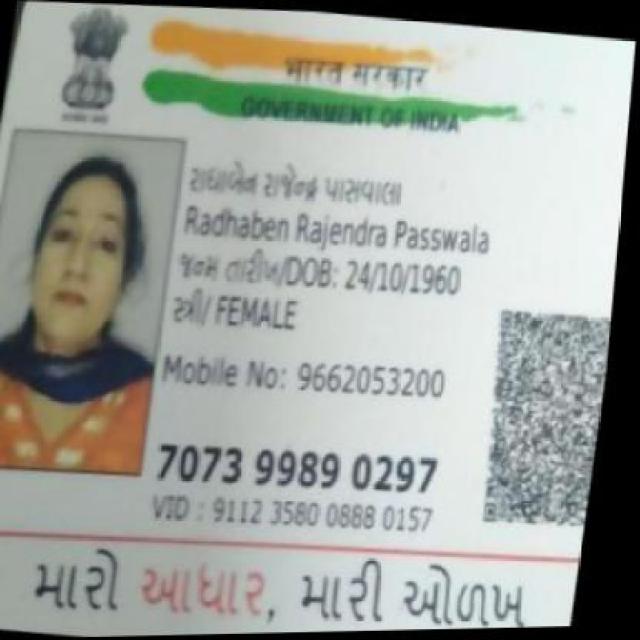 भारत सरकार
GOVERNMENT OF INDIA
રાધાબેન રાજેન્દ્ર પાસવાલા
Radhaben Rajendra Passwala
જન્મ તારીખ/DOB: 24/10/1960
સ્ત્રી/ FEMALE
Mobile No: 9662053200
7073 9989 0297
VID : 9112 3580 0888 0157
મારો આધાર, મારી ઓળખ